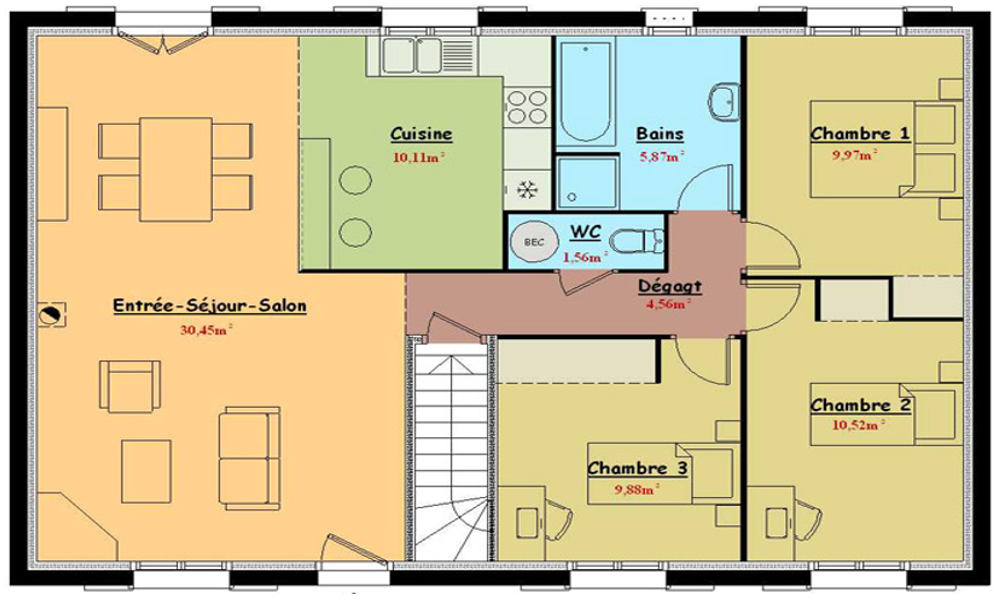 Cuisine
10,11m²
Bains
5,87m²
Chambre 1
9,97m²
WC
BEC
1,56m²
Dégagt
4,56m²
Entrée-Séjour-Salon
30,45m²
Chambre 2
10,52m²
Chambre 3
9,88m²